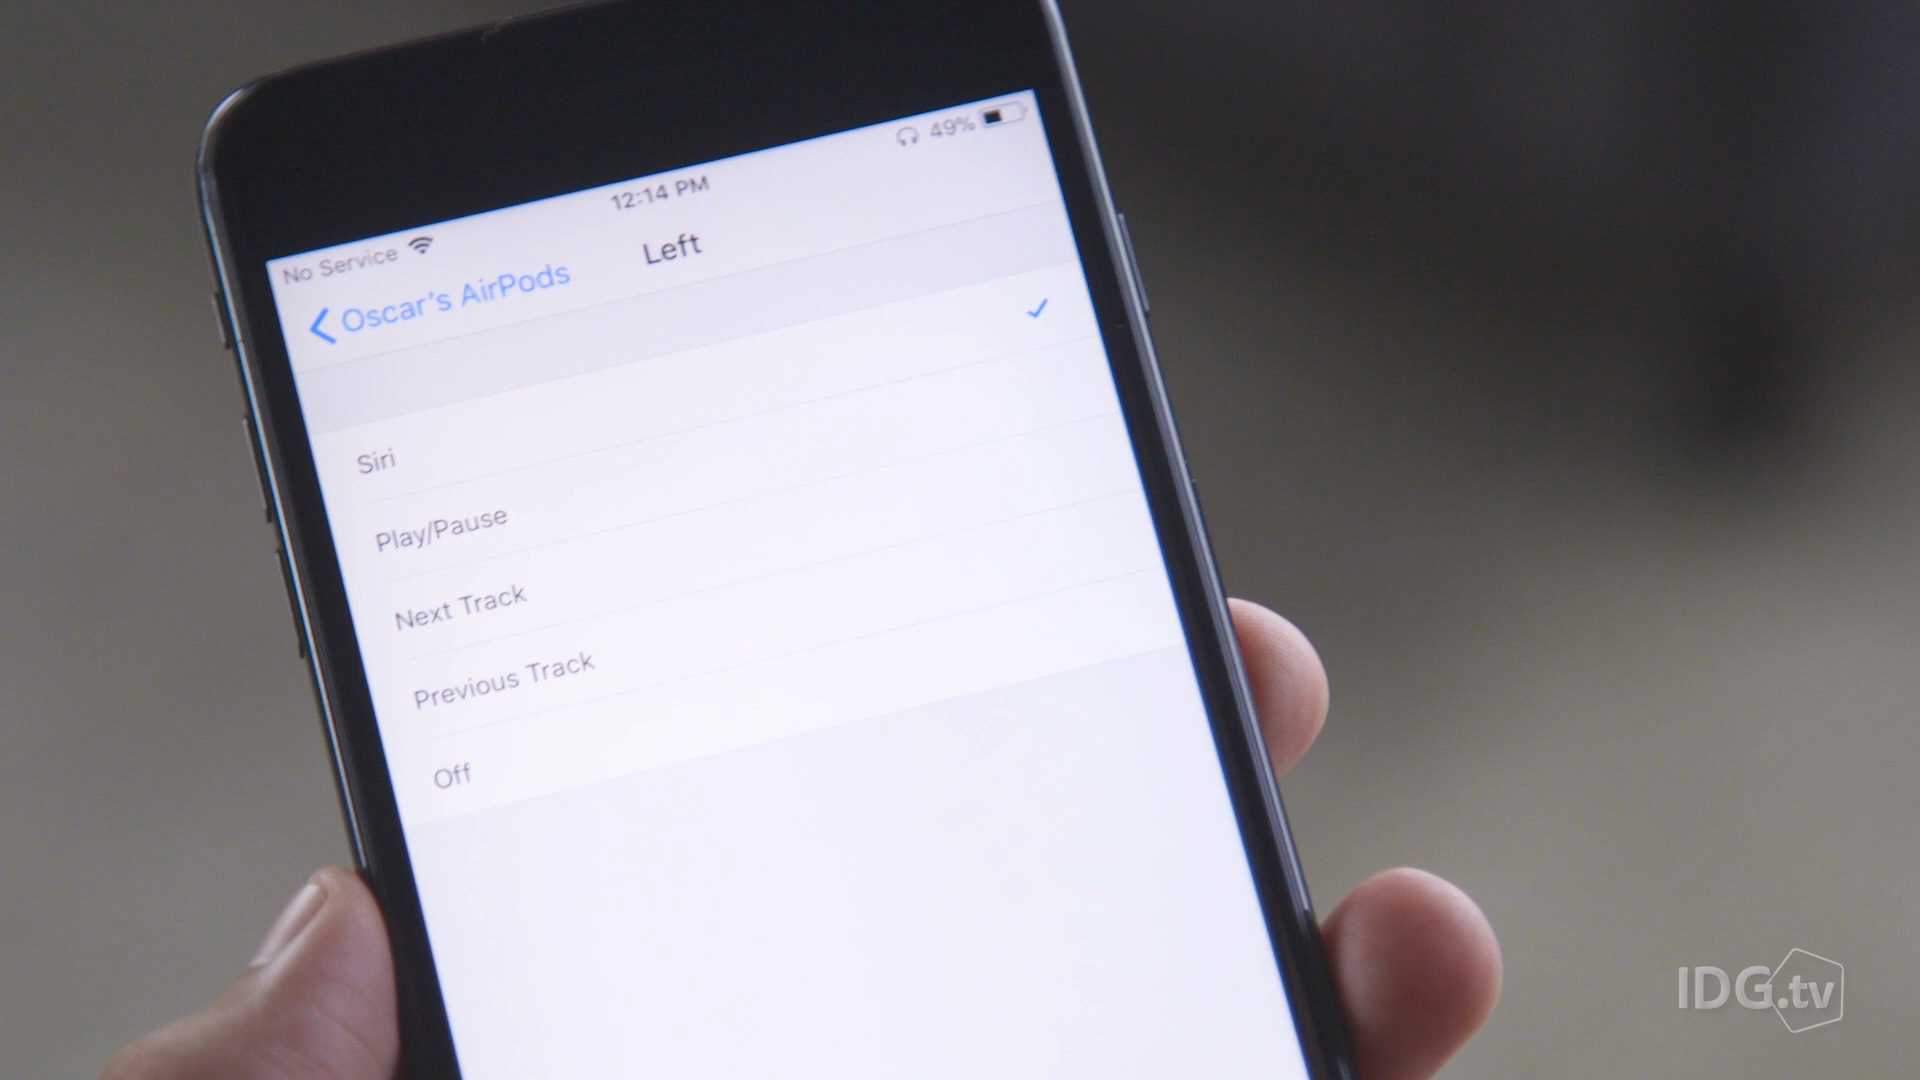 No Service 12:14 PM 49%
Oscar's AirPods Left
Siri
Play/Pause
Next Track
Previous Track
Off
IDG.tv